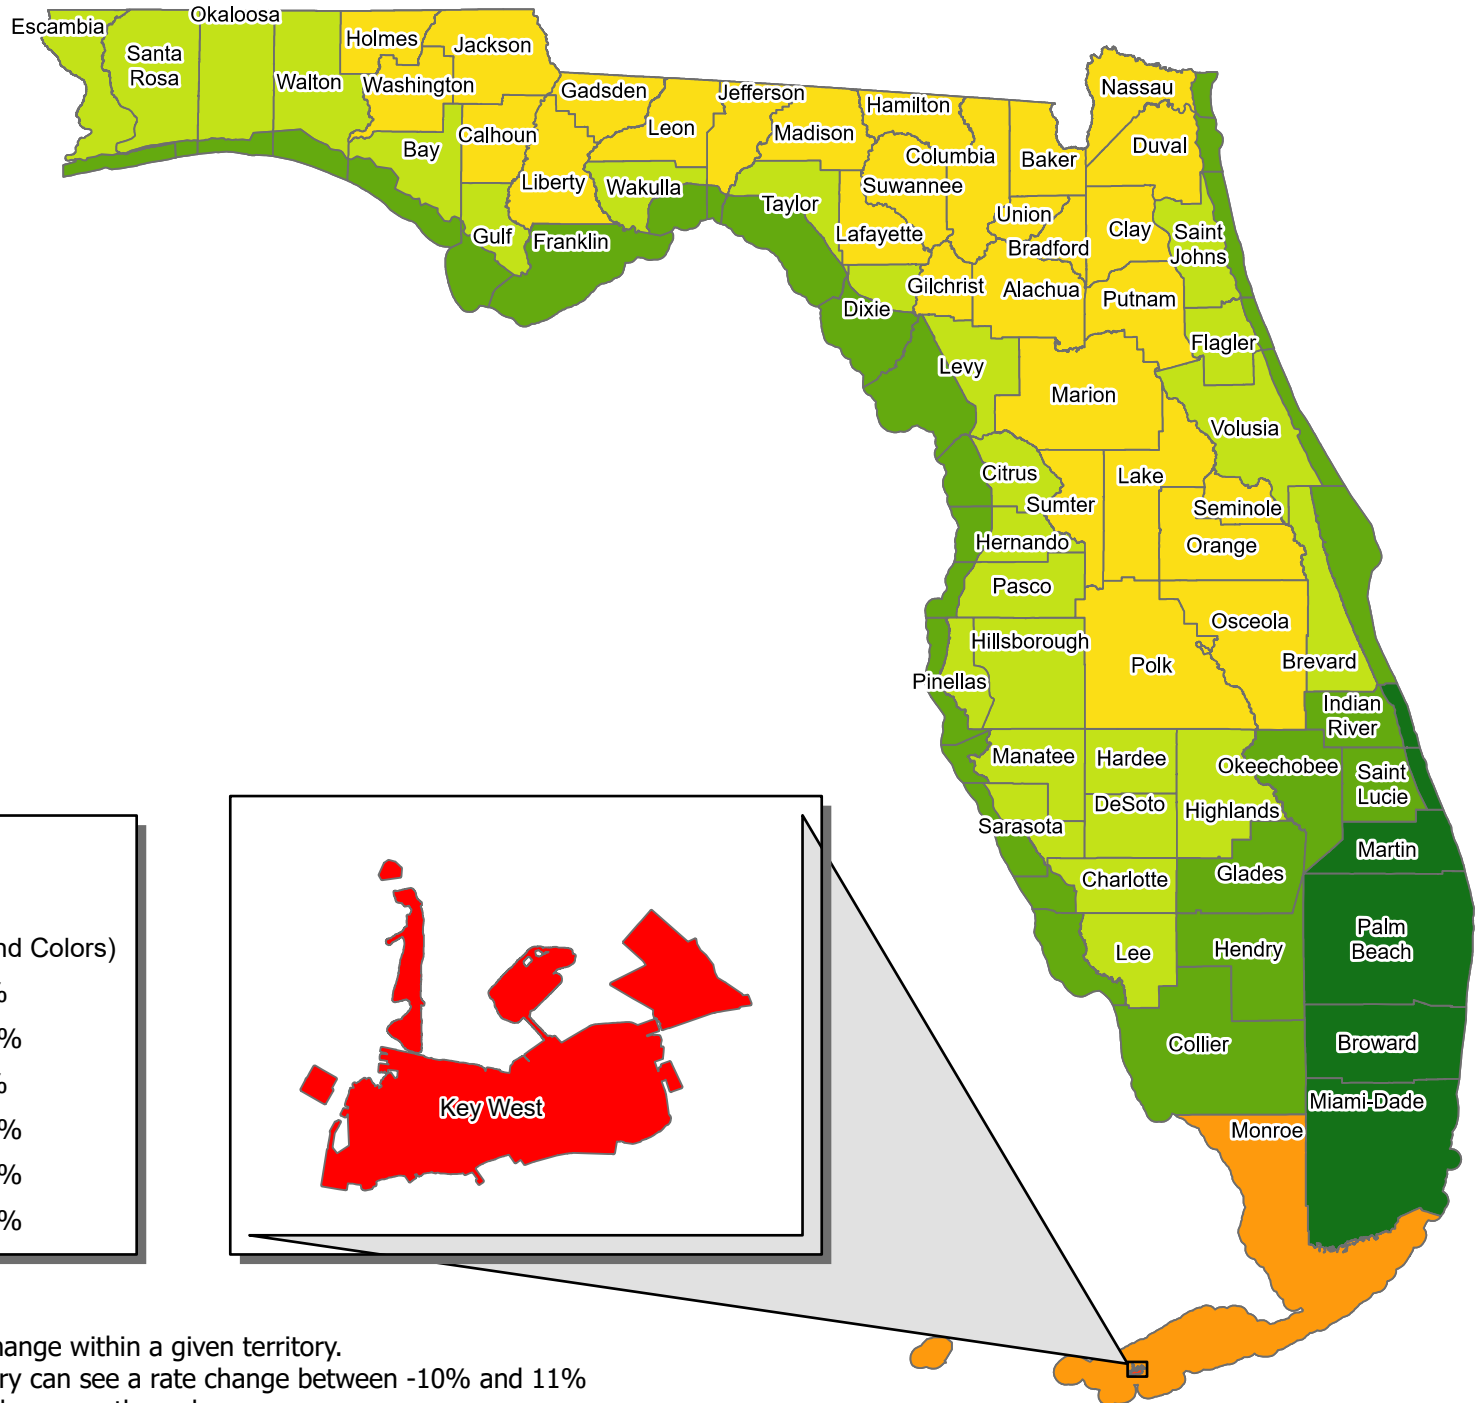 Okaloosa
Escambia
Holmes
Jackson
Santa
Rosa
Walton
Washington
Gadsden
Jefferson
Hamilton
Nassau
Calhoun
Leon
Madison
Bay
Columbia
Baker
Duval
Liberty
Wakulla
Suwannee
Taylor
Union
Gulf
Franklin
Lafayette
Bradford
Clay
Saint
Johns
Gilchrist
Alachua
Putnam
Dixie
Flagler
Levy
Marion
Volusia
Citrus
Lake
Sumter
Seminole
Hernando
Orange
Pasco
Osceola
Hillsborough
Polk
Brevard
Pinellas
Indian
River
Manatee
Hardee
Okeechobee
Saint
Lucie
DeSoto
Highlands
Sarasota
Martin
Charlotte
Glades
Palm
Beach
Lee
Hendry
Collier
Broward
Miami-Dade
Monroe
Key West
nd Colors)
%
%
%
%
%
%
hange within a given territory.
ry can see a rate change between -10% and 11%